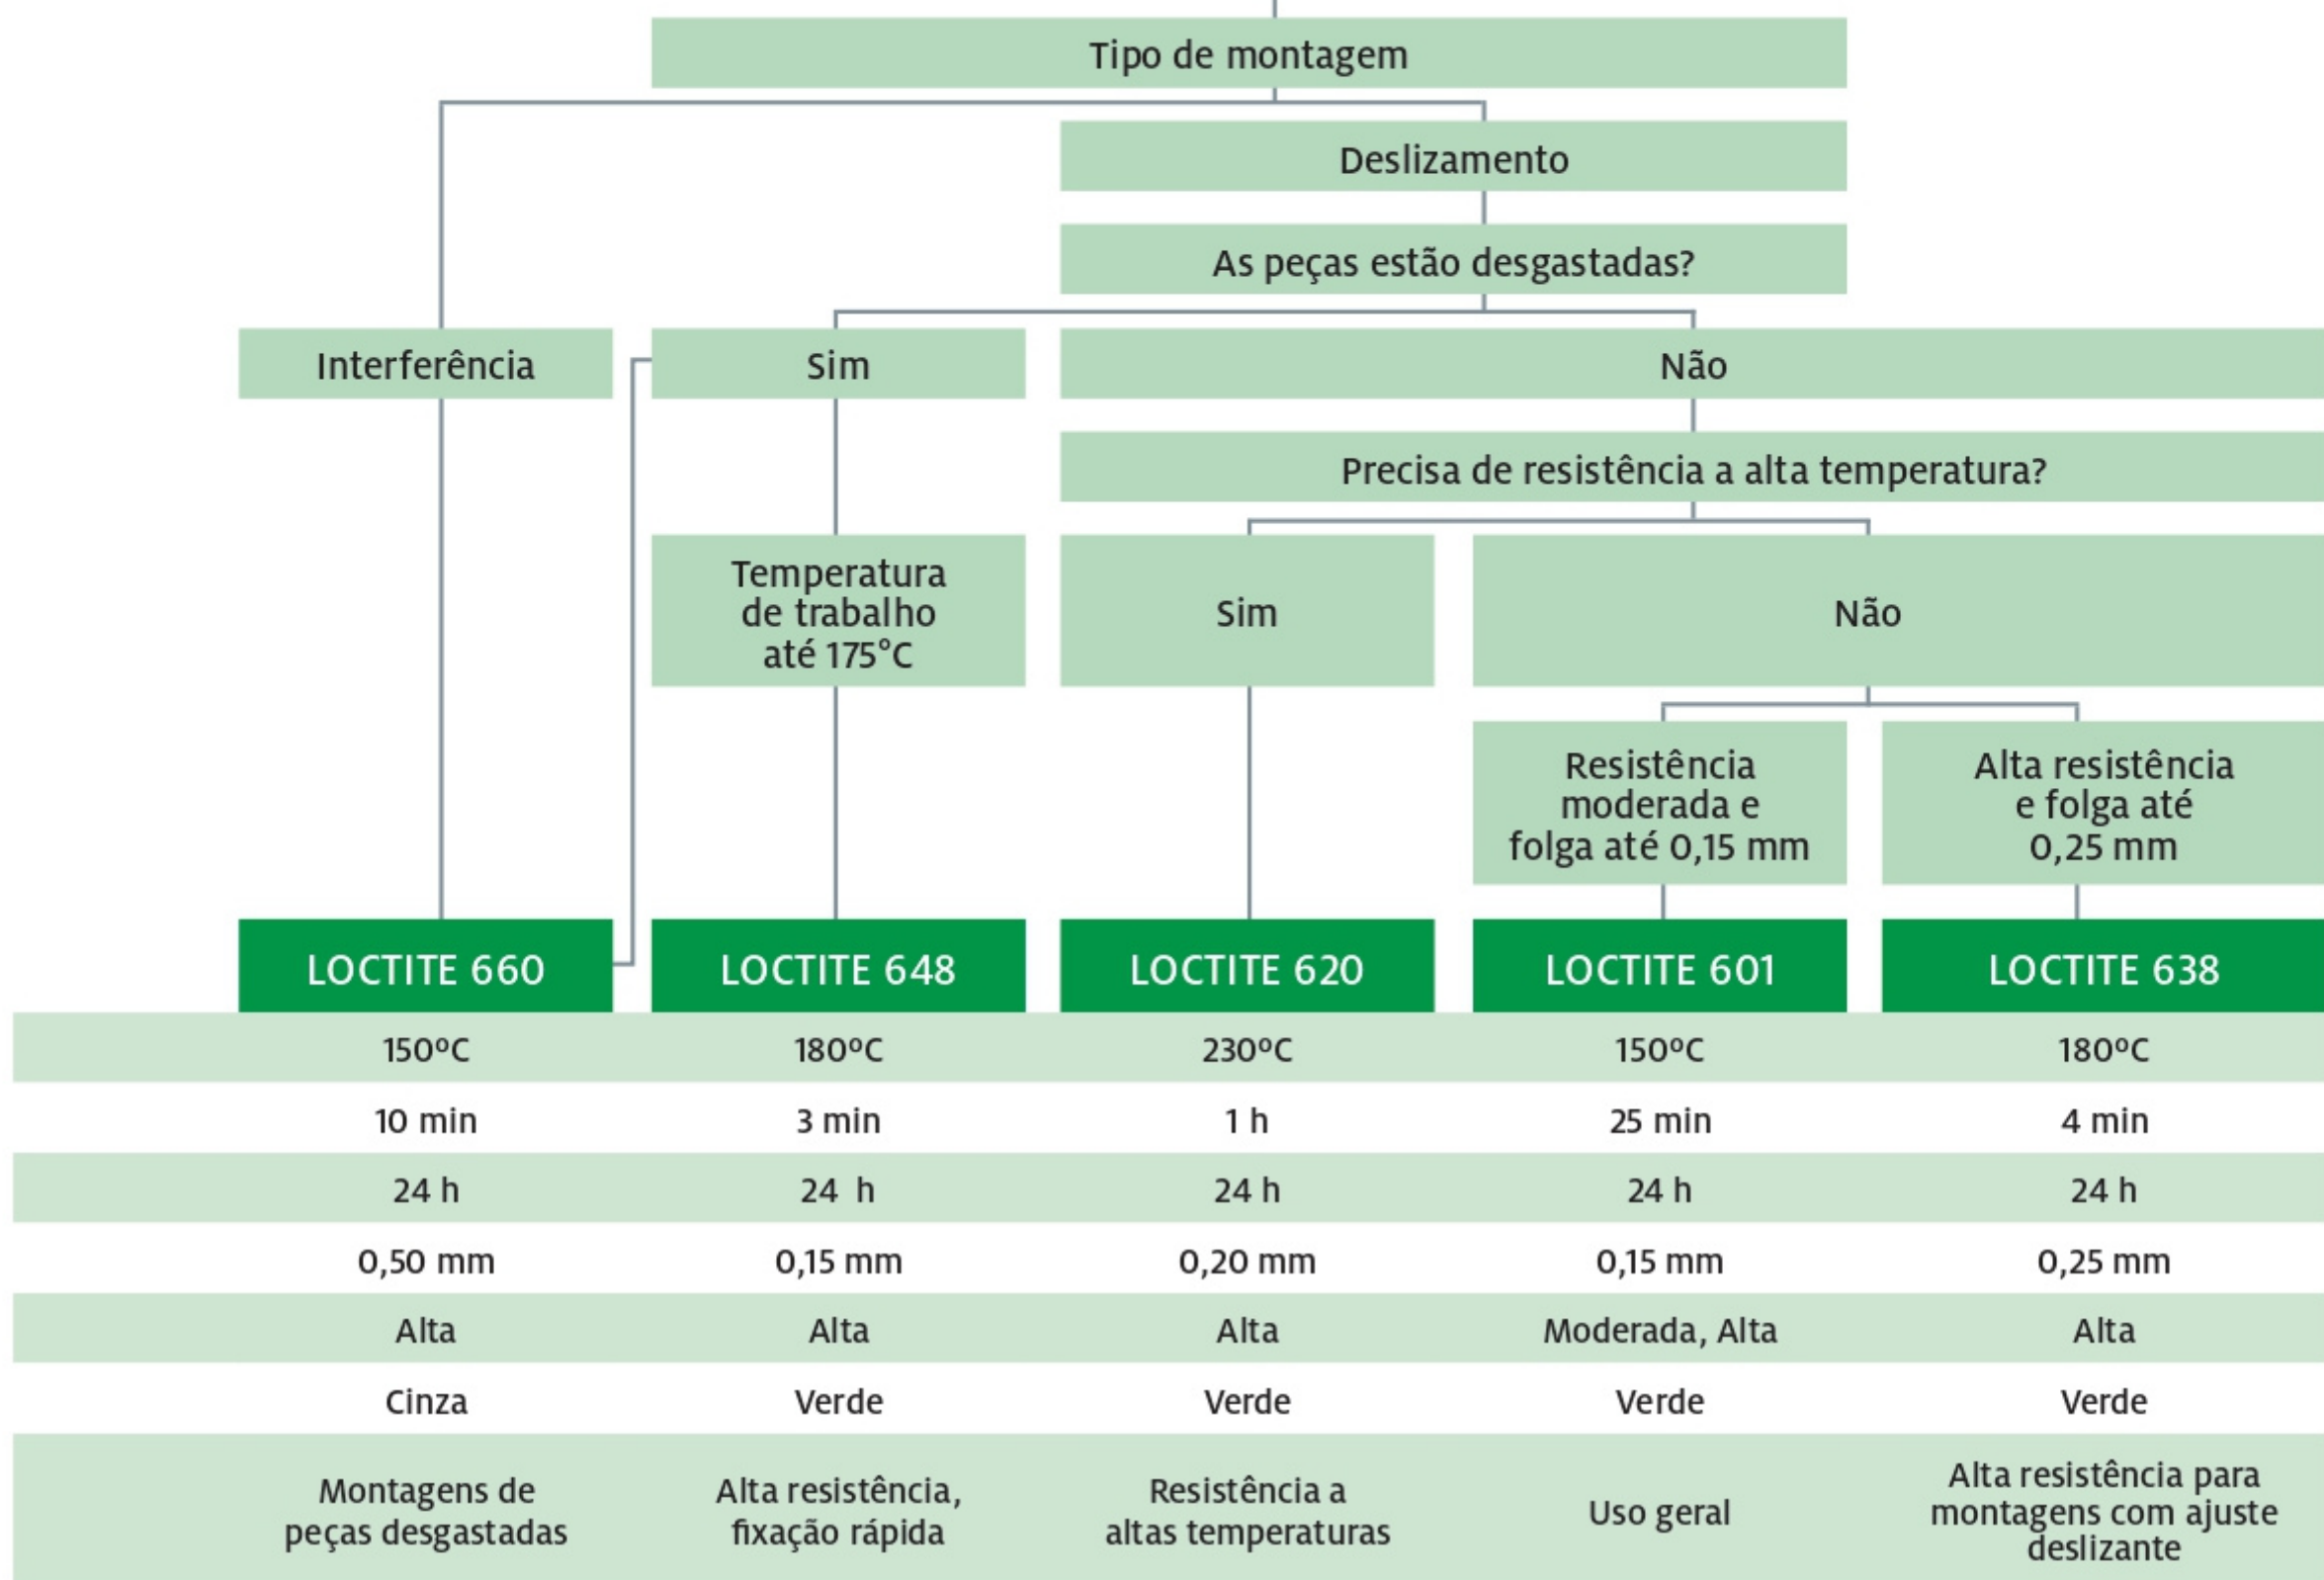 Tipo de montagem
Deslizamento
As peças estão desgastadas?
Interferência
Sim
Não
Precisa de resistência a alta temperatura?
Temperatura
de trabalho
até 175°C
Sim
Não
Resistência
moderada e
folga até 0,15 mm
Alta resistência
e folga até
0,25 mm
LOCTITE 660
LOCTITE 648
LOCTITE 620
LOCTITE 601
LOCTITE 638
150ºC
180ºC
230ºC
150ºC
180ºC
10 min
3 min
1 h
25 min
4 min
24 h
24 h
24 h
24 h
24 h
0,50 mm
0,15 mm
0,20 mm
0,15 mm
0,25 mm
Alta
Alta
Alta
Moderada, Alta
Alta
Cinza
Verde
Verde
Verde
Verde
Montagens de
peças desgastadas
Alta resistência,
fixação rápida
Resistência a
altas temperaturas
Uso geral
Alta resistência para
montagens com ajuste
deslizante